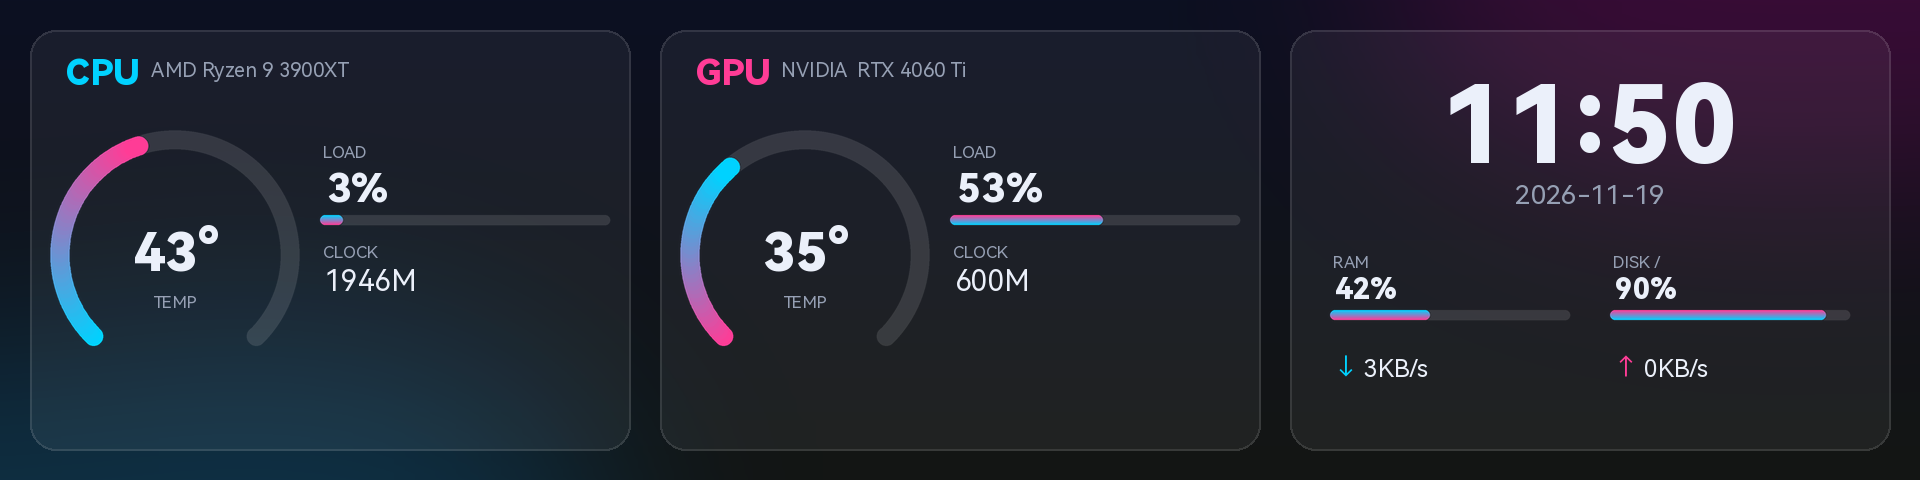 CPU AMD Ryzen 9 3900XT
LOAD
3%
43°
TEMP
CLOCK
1946M
GPU NVIDIA RTX 4060 Ti
LOAD
53%
35°
TEMP
CLOCK
600M
11:50
2026-11-19
RAM
42%
DISK /
90%
↓ 3KB/s
↑ 0KB/s